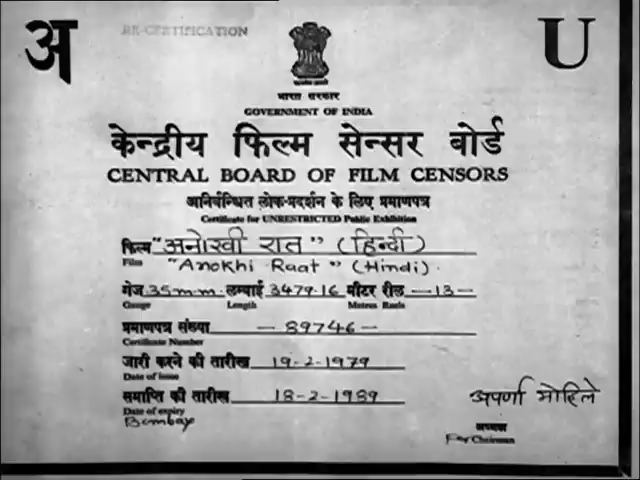 अ RE-CERTIFICATION U
भारत सरकार
GOVERNMENT OF INDIA
केन्द्रीय फिल्म सेन्सर बोर्ड
CENTRAL BOARD OF FILM CENSORS
अनिर्बन्धित लोक-प्रदर्शन के लिए प्रमाणपत्र
Certificate for UNRESTRICTED Public Exhibition
फिल्म "अनोखी रात" (हिन्दी)
Film "Anokhi Raat" (Hindi).
गेज 35 m.m. लम्बाई 3479.16 मीटर रील —13—
Gauge Length Metres Reels
प्रमाणपत्र संख्या —89746—
Certificate Number
जारी करने की तारीख 19-2-1979
Date of issue
समाप्ति की तारीख 18-2-1989
Date of expiry
Bombay
अपर्णा मोहिले
अध्यक्ष
For Chairman